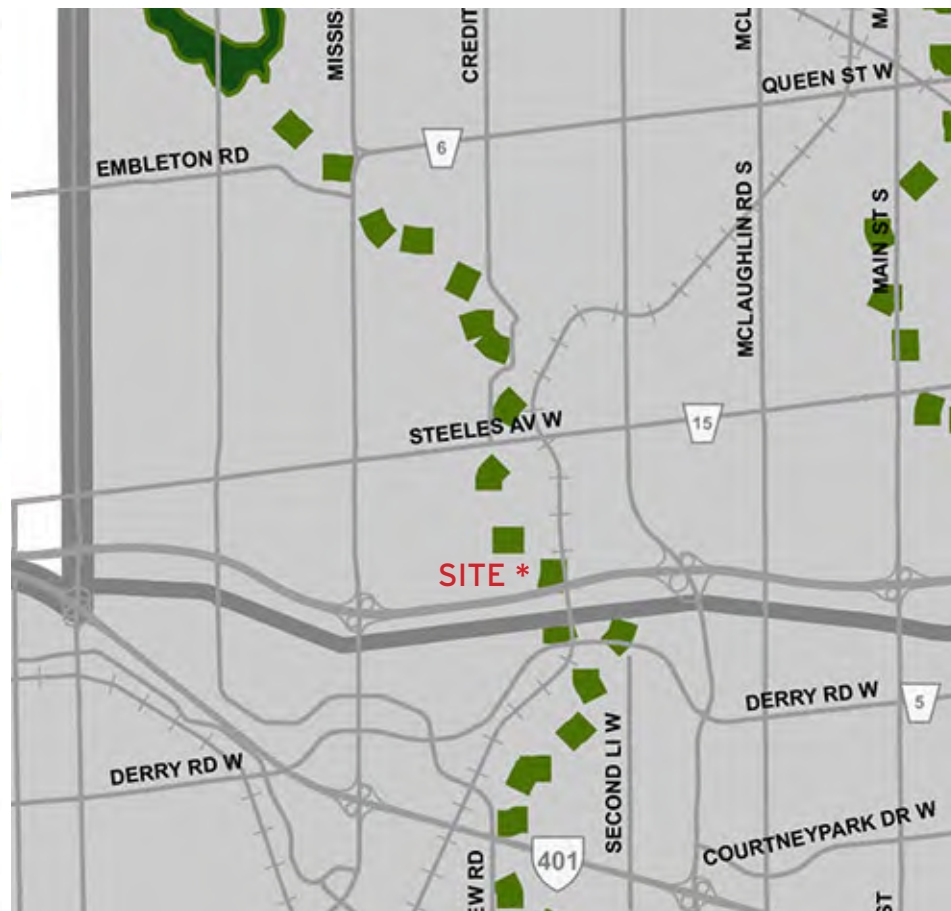 MISSIS
CREDIT
MCL
MA
QUEEN ST W
6
EMBLETON RD
MCLAUGHLIN RD S
MAIN ST S
STEELES AV W
15
SITE *
DERRY RD W
5
SECOND LI W
DERRY RD W
COURTNEYPARK DR W
401
EW RD
ST